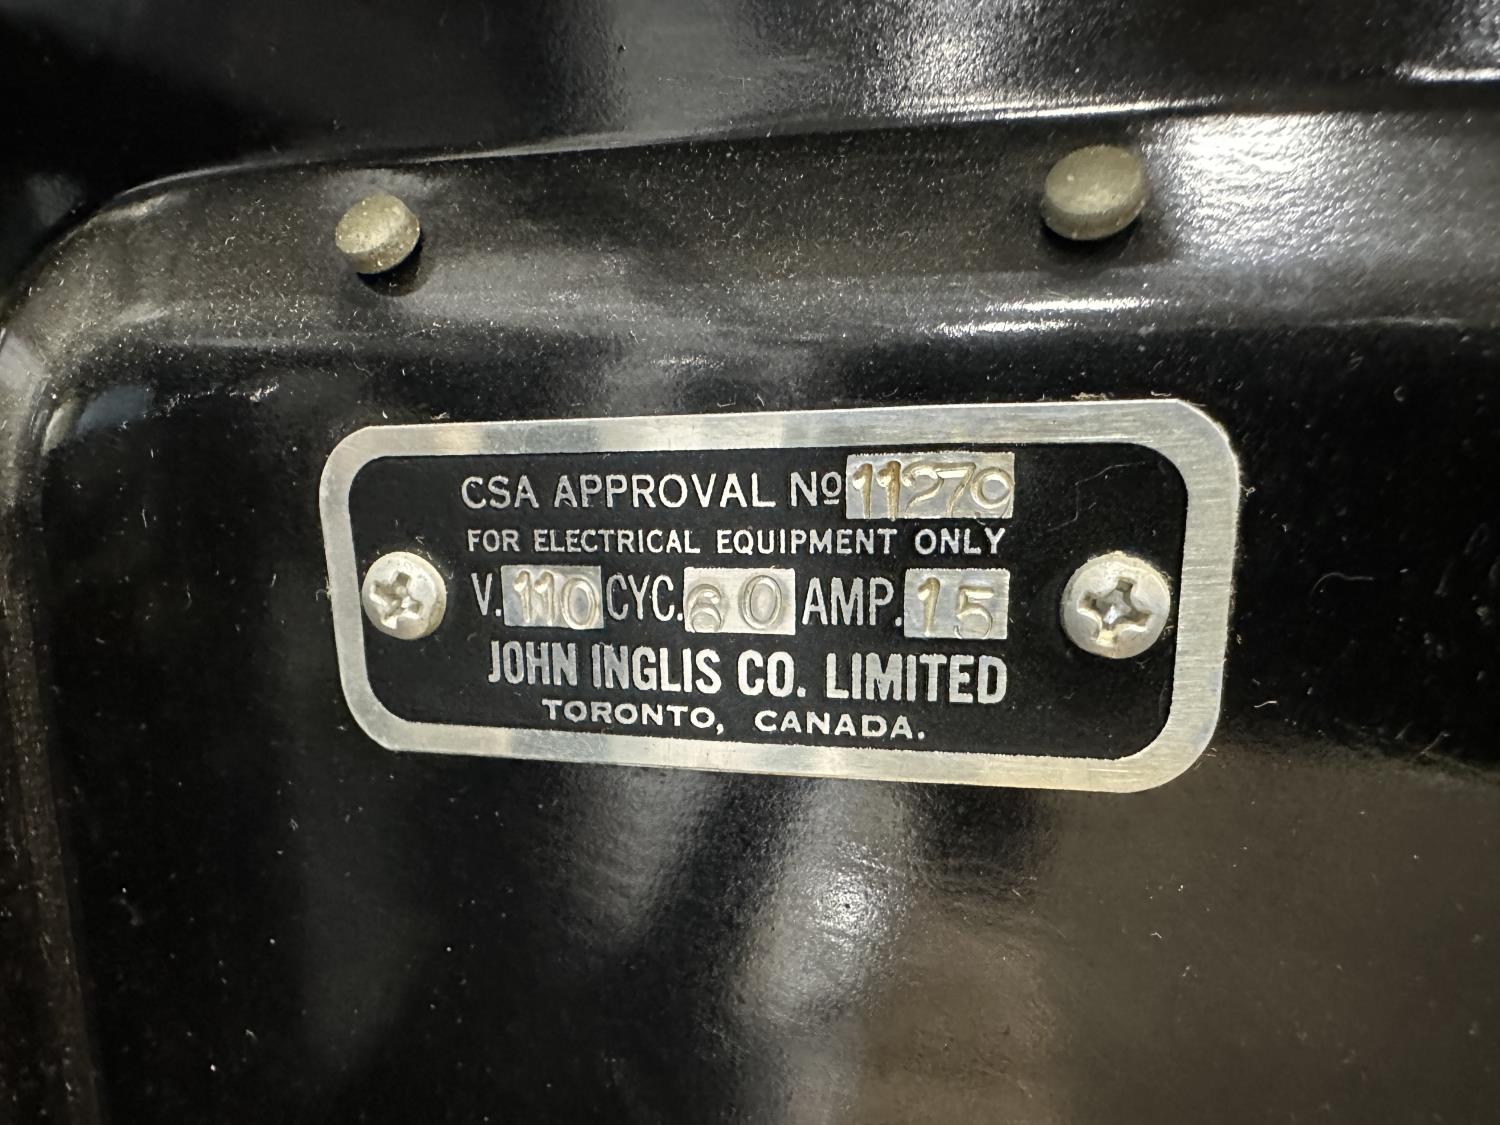 CSA APPROVAL Nº 11270
FOR ELECTRICAL EQUIPMENT ONLY
V. 110 CYC. 60 AMP. 15
JOHN INGLIS CO. LIMITED
TORONTO, CANADA.